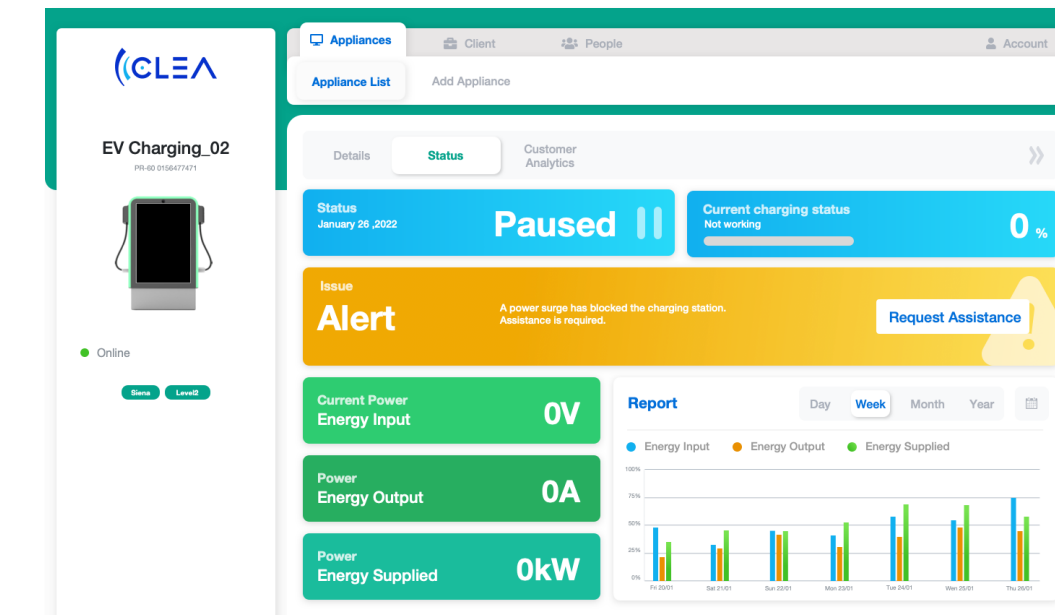 CLEA
EV Charging_02
PR-60 0156477471
Online
Siena Level2
Appliances Client People Account
Appliance List Add Appliance
Details Status Customer
Analytics
Status
January 26 ,2022
Paused
Current charging status
Not working
0 %
Issue
Alert
A power surge has blocked the charging station.
Assistance is required.
Request Assistance
Current Power
Energy Input
0V
Power
Energy Output
0A
Power
Energy Supplied
0kW
Report Day Week Month Year
Energy Input Energy Output Energy Supplied
100%
75%
50%
25%
0%
Fri 20/01 Sat 21/01 Sun 22/01 Mon 23/01 Tue 24/01 Wen 25/01 Thu 26/01